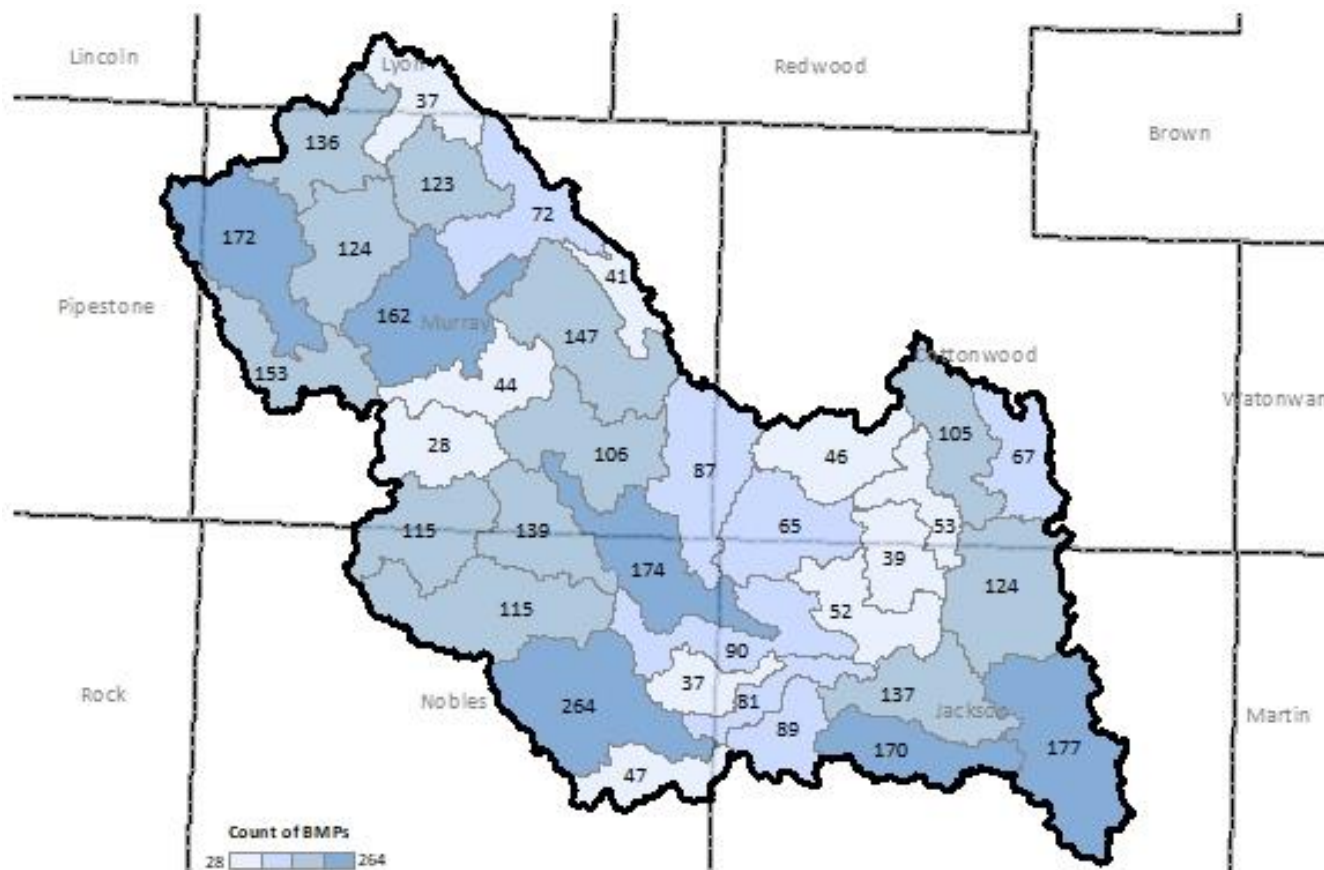 Lincoln
Lyon
Redwood
37
Brown
136
123
72
172
124
41
Pipestone
162
Murray
147
Cottonwood
153
44
Watonwan
28
106
87
46
105
67
115
139
65
53
174
39
124
115
52
90
Rock
Nobles
264
37
81
137
Jackson
Martin
89
170
177
47
Count of BMPs
28 264